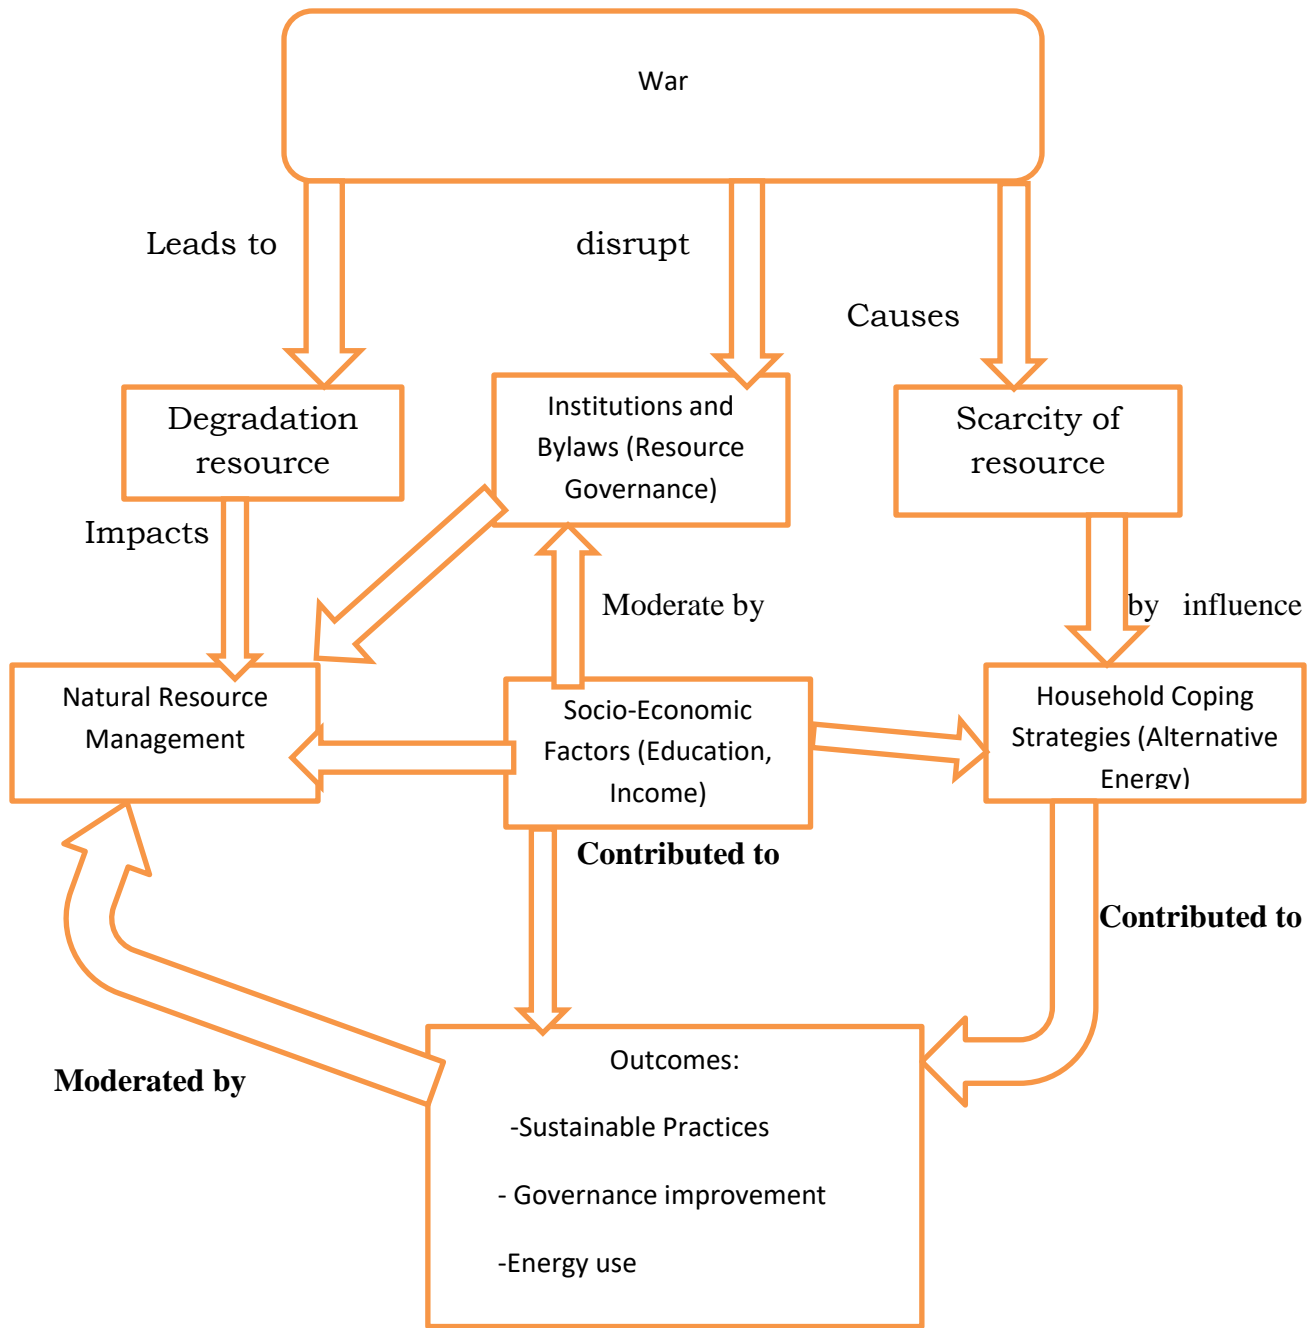 War
Leads to
disrupt
Causes
Degradation
resource
Institutions and
Bylaws (Resource
Governance)
Scarcity of
resource
Impacts
Moderate by
by influence
Natural Resource
Management
Socio-Economic
Factors (Education,
Income)
Household Coping
Strategies (Alternative
Energy)
Contributed to
Contributed to
Moderated by
Outcomes:
-Sustainable Practices
- Governance improvement
-Energy use